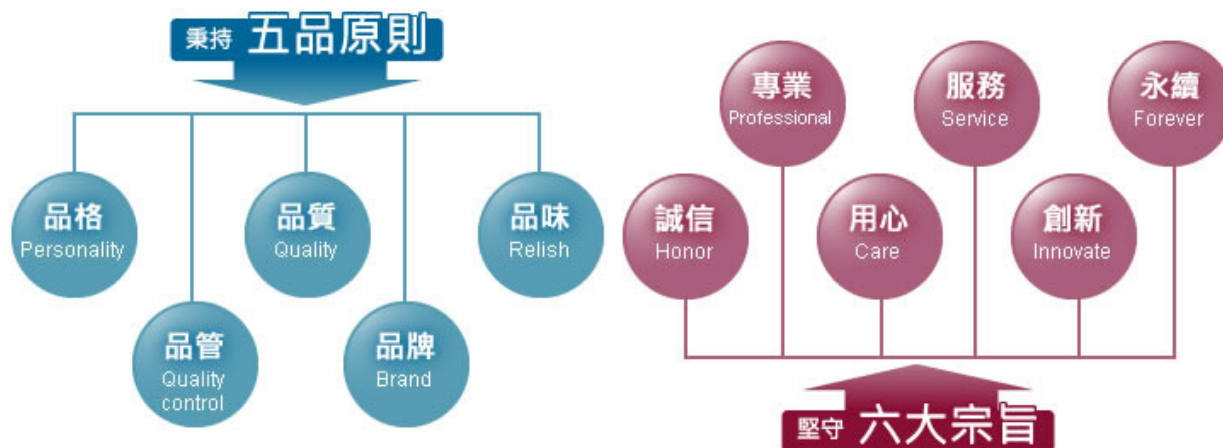 秉持 五品原則
品格
Personality
品管
Quality
control
品質
Quality
品牌
Brand
品味
Relish
誠信
Honor
專業
Professional
用心
Care
服務
Service
創新
Innovate
永續
Forever
堅守 六大宗旨